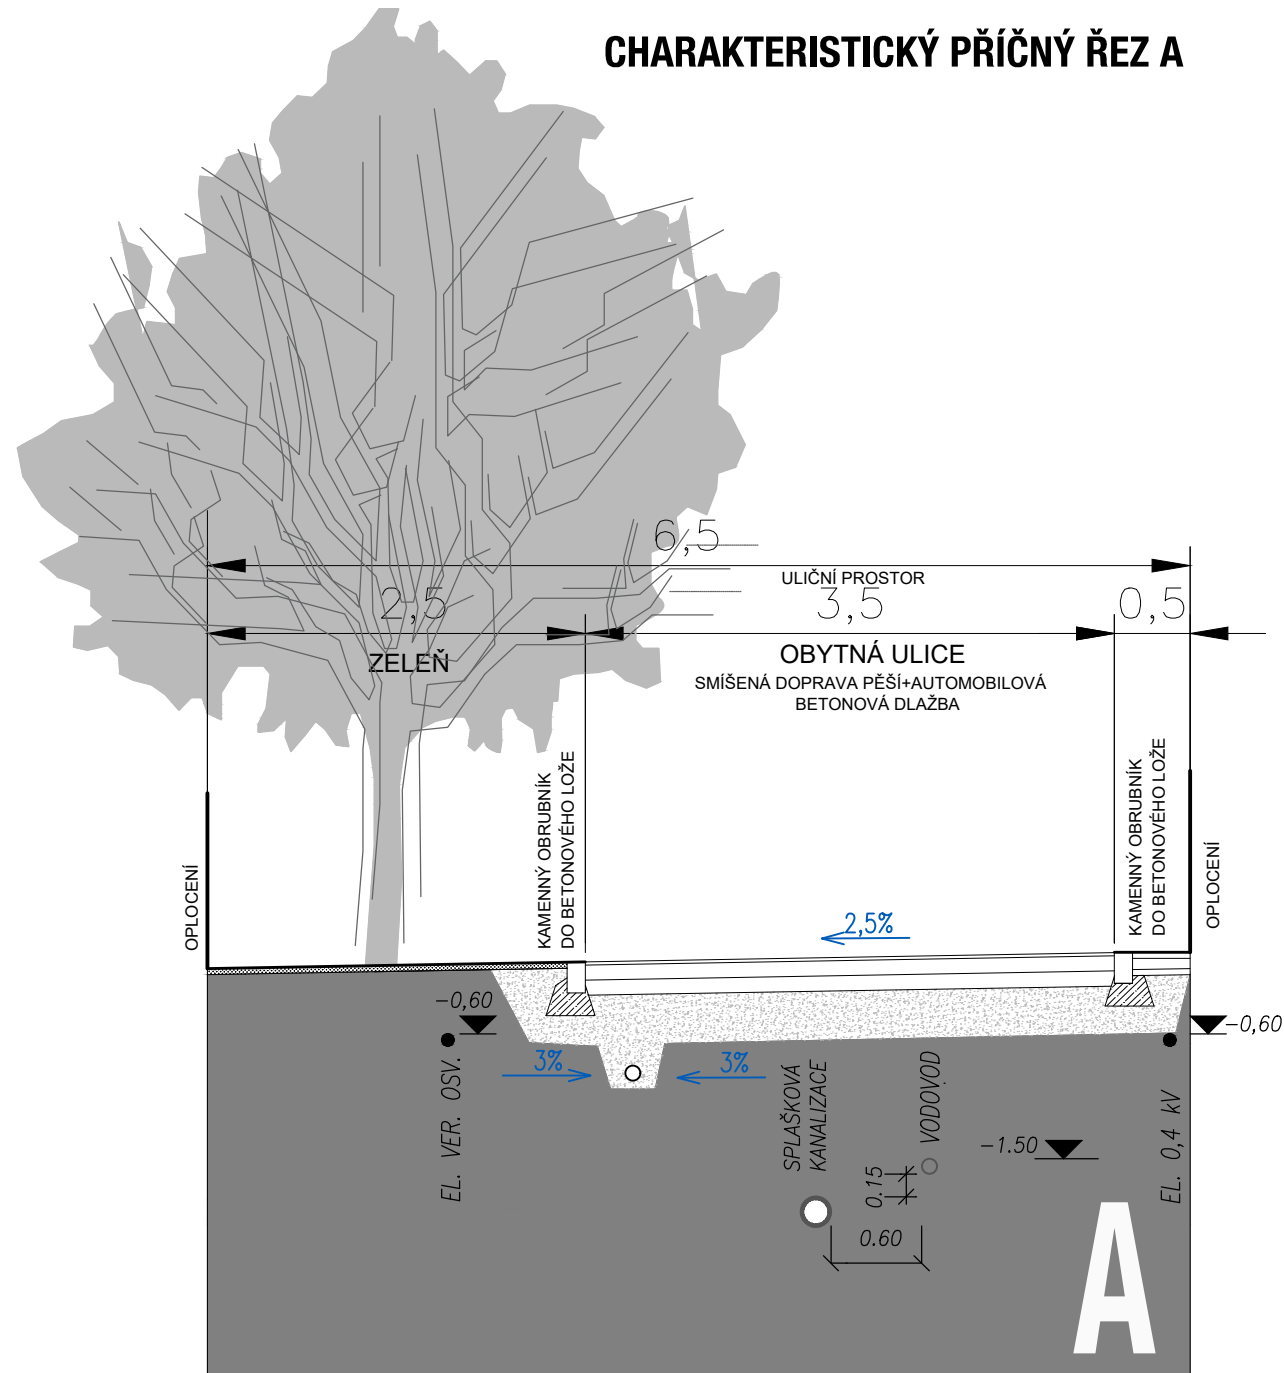 CHARAKTERISTICKÝ PŘÍČNÝ ŘEZ A
6,5
ULIČNÍ PROSTOR
2,5
3,5
0,5
ZELEŇ
OBYTNÁ ULICE
SMÍŠENÁ DOPRAVA PĚŠÍ+AUTOMOBILOVÁ
BETONOVÁ DLAŽBA
OPLOCENÍ
KAMENNÝ OBRUBNÍK
DO BETONOVÉHO LOŽE
KAMENNÝ OBRUBNÍK
DO BETONOVÉHO LOŽE
OPLOCENÍ
2,5%
-0,60
-0,60
3%
3%
EL. VER. OSV.
SPLAŠKOVÁ
KANALIZACE
VODOVOD
-1.50
EL. 0,4 kV
0.15
0.60
A